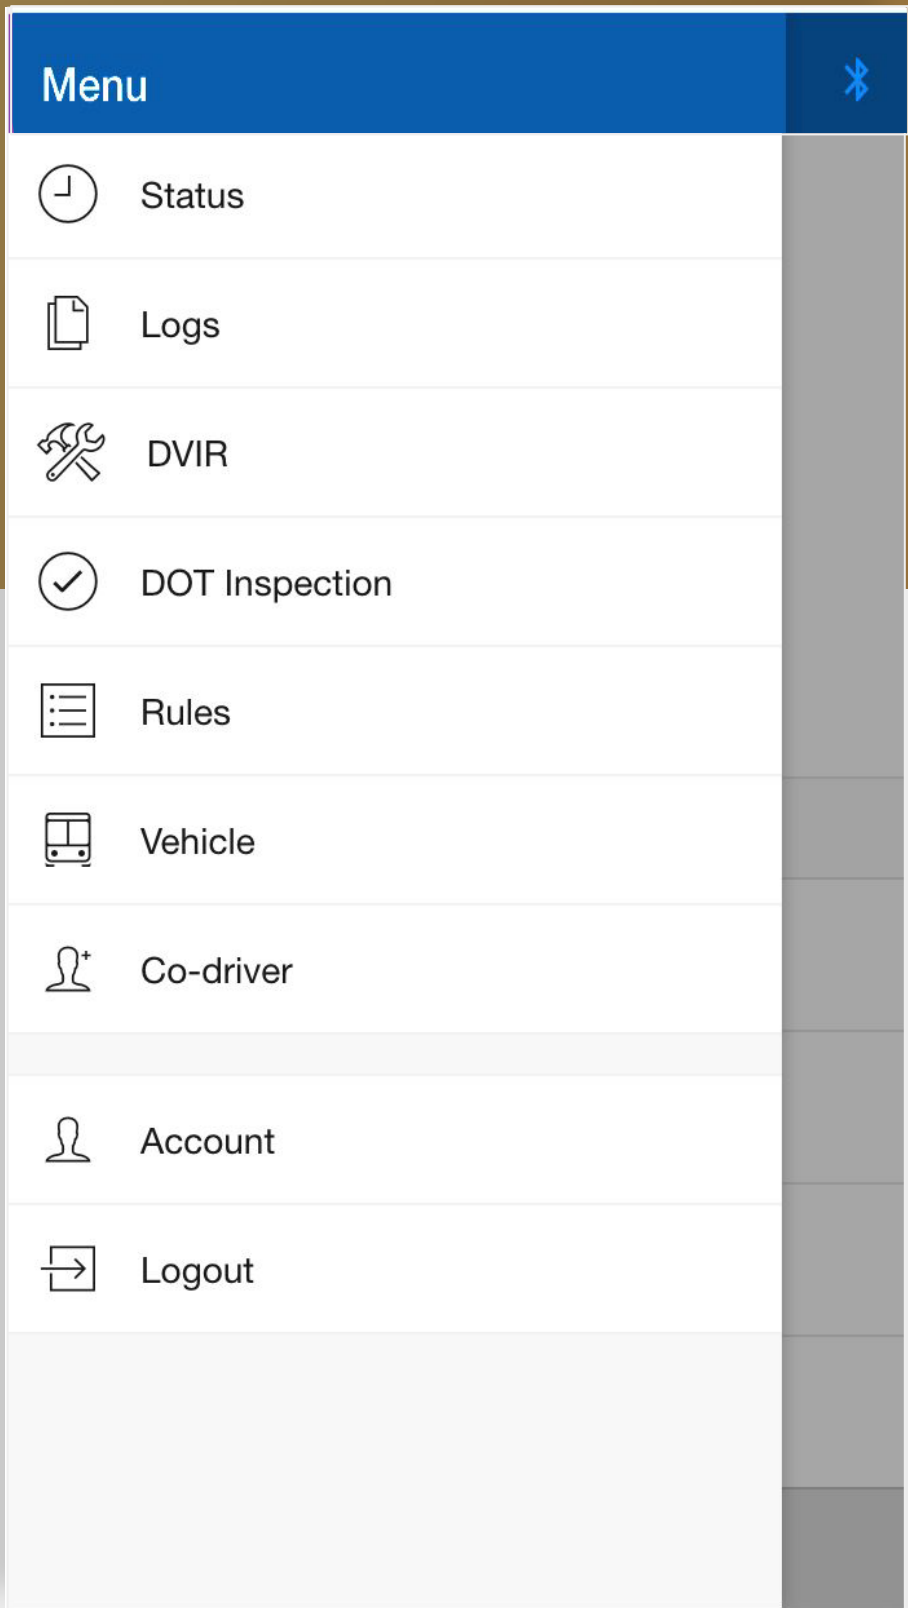 Menu
Status
Logs
DVIR
DOT Inspection
Rules
Vehicle
Co-driver
Account
Logout